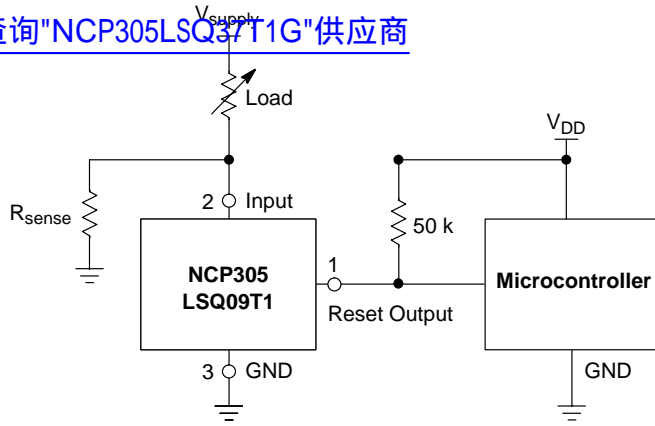 Vsupply
查询"NCP305LSQ37T1G"供应商
Load
VDD
Rsense
2 Input
50 k
NCP305
LSQ09T1
1
Reset Output
Microcontroller
3 GND
GND